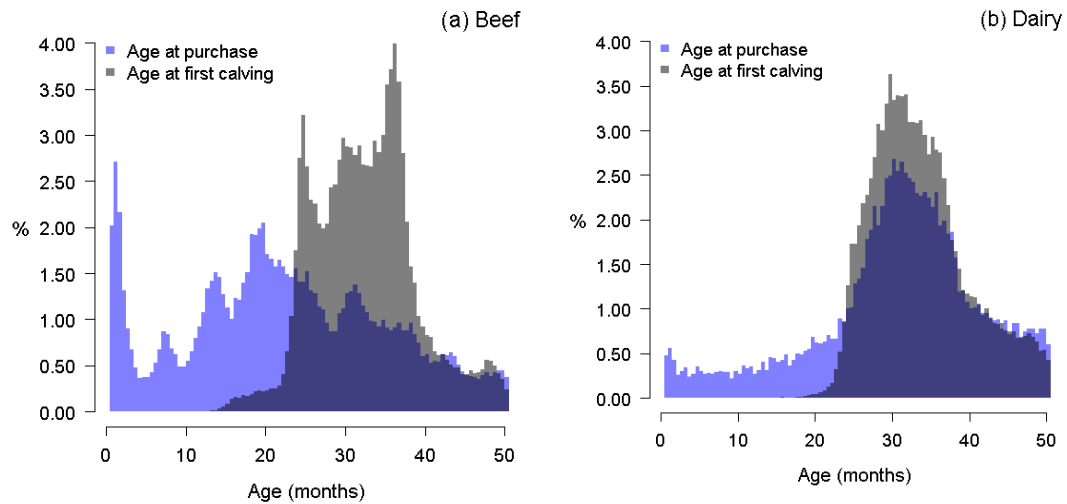 (a) Beef
Age at purchase
Age at first calving
4.00
3.50
3.00
2.50
2.00
1.50
1.00
0.50
0.00
%
0 10 20 30 40 50
Age (months)
(b) Dairy
Age at purchase
Age at first calving
4.00
3.50
3.00
2.50
2.00
1.50
1.00
0.50
0.00
%
0 10 20 30 40 50
Age (months)